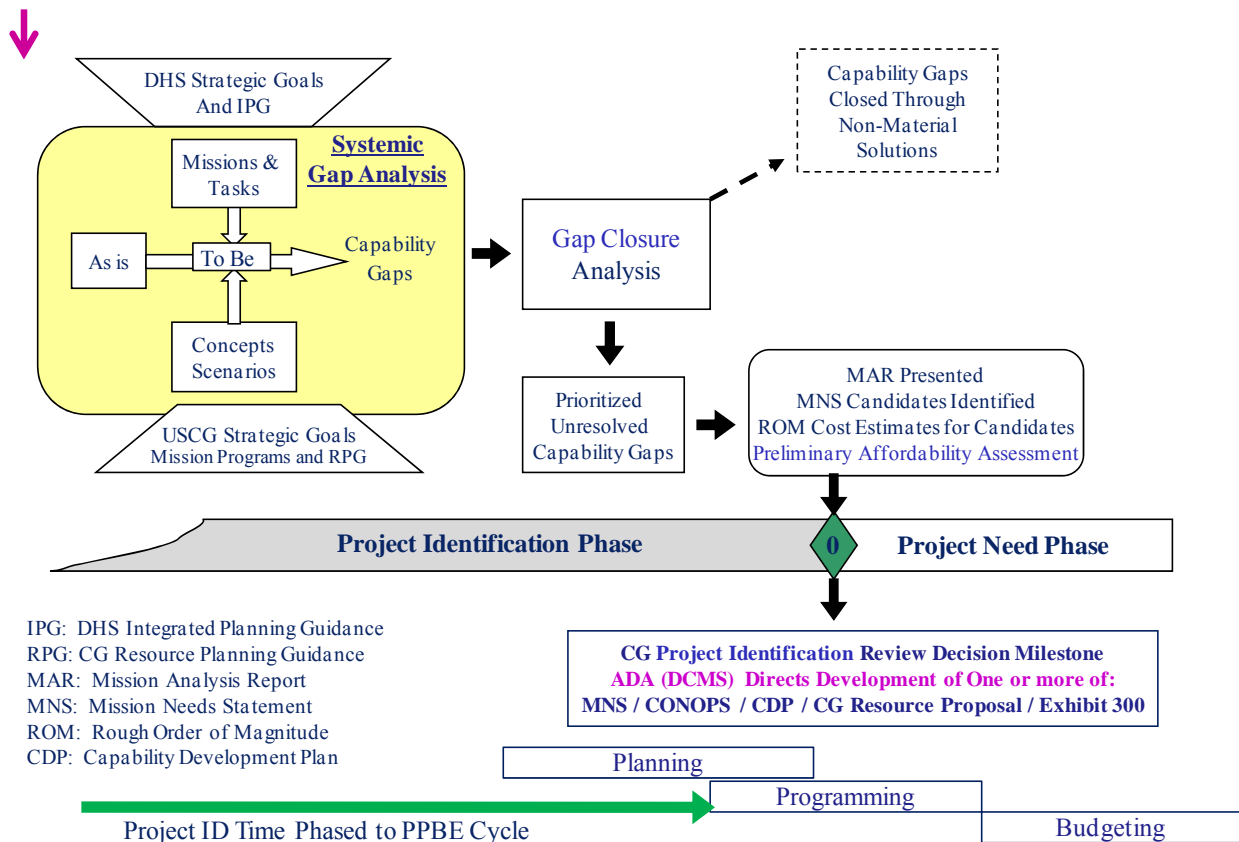 DHS Strategic Goals
And IPG
Systemic
Gap Analysis
Missions &
Tasks
As is
To Be
Capability
Gaps
Concepts
Scenarios
USCG Strategic Goals
Mission Programs and RPG
Capability Gaps
Closed Through
Non-Material
Solutions
Gap Closure
Analysis
Prioritized
Unresolved
Capability Gaps
MAR Presented
MNS Candidates Identified
ROM Cost Estimates for Candidates
Preliminary Affordability Assessment
Project Identification Phase
0
Project Need Phase
IPG: DHS Integrated Planning Guidance
RPG: CG Resource Planning Guidance
MAR: Mission Analysis Report
MNS: Mission Needs Statement
ROM: Rough Order of Magnitude
CDP: Capability Development Plan
CG Project Identification Review Decision Milestone
ADA (DCMS) Directs Development of One or more of:
MNS / CONOPS / CDP / CG Resource Proposal / Exhibit 300
Planning
Programming
Budgeting
Project ID Time Phased to PPBE Cycle